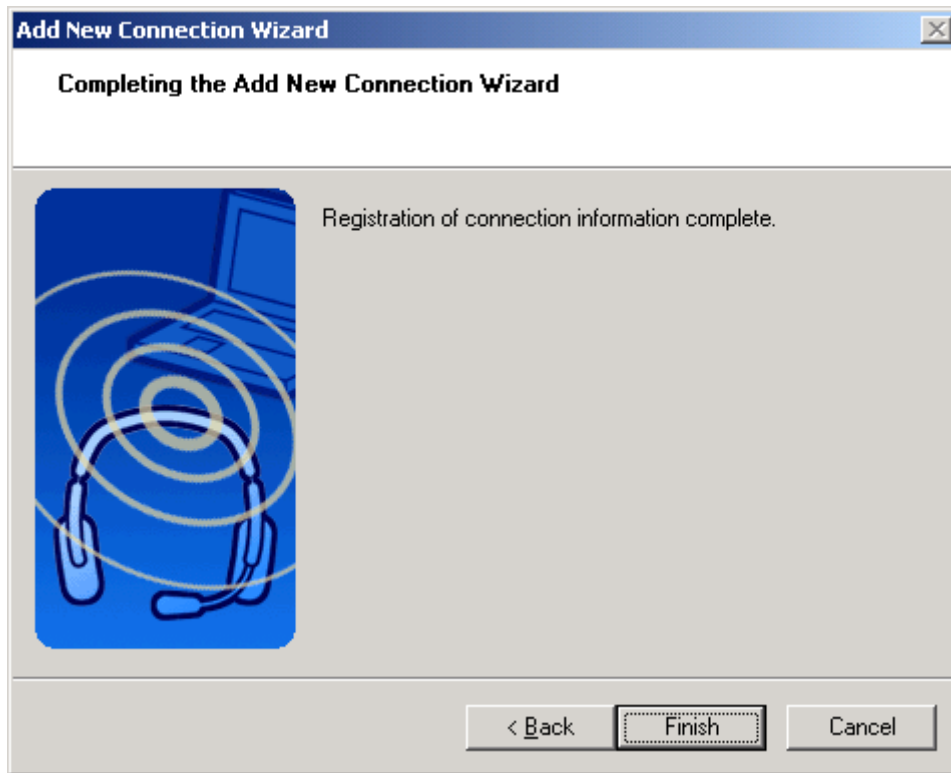 Add New Connection Wizard
Completing the Add New Connection Wizard
Registration of connection information complete.
< Back
Finish
Cancel